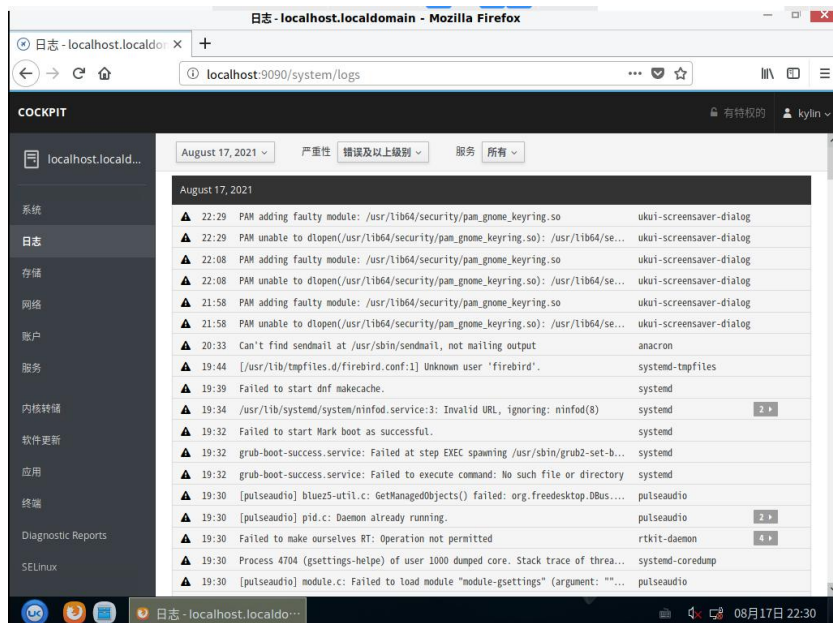 日志 - localhost.localdomain - Mozilla Firefox
日志 - localhost.localdor
localhost:9090/system/logs
COCKPIT
有特权的
kylin
localhost.locald...
August 17, 2021
严重性
错误及以上级别
服务
所有
系统
日志
存储
网络
账户
服务
内核转储
软件更新
应用
终端
Diagnostic Reports
SELinux
August 17, 2021
22:29 PAM adding faulty module: /usr/lib64/security/pam_gnome_keyring.so ukui-screensaver-dialog
22:29 PAM unable to dlopen(/usr/lib64/security/pam_gnome_keyring.so): /usr/lib64/se... ukui-screensaver-dialog
22:08 PAM adding faulty module: /usr/lib64/security/pam_gnome_keyring.so ukui-screensaver-dialog
22:08 PAM unable to dlopen(/usr/lib64/security/pam_gnome_keyring.so): /usr/lib64/se... ukui-screensaver-dialog
21:58 PAM adding faulty module: /usr/lib64/security/pam_gnome_keyring.so ukui-screensaver-dialog
21:58 PAM unable to dlopen(/usr/lib64/security/pam_gnome_keyring.so): /usr/lib64/se... ukui-screensaver-dialog
20:33 Can't find sendmail at /usr/sbin/sendmail, not mailing output anacron
19:44 [/usr/lib/tmpfiles.d/firebird.conf:1] Unknown user 'firebird'. systemd-tmpfiles
19:39 Failed to start dnf makecache. systemd
19:34 /usr/lib/systemd/system/ninfod.service:3: Invalid URL, ignoring: ninfod(8) systemd 2
19:32 Failed to start Mark boot as successful. systemd
19:32 grub-boot-success.service: Failed at step EXEC spawning /usr/sbin/grub2-set-b... systemd
19:32 grub-boot-success.service: Failed to execute command: No such file or directory systemd
19:30 [pulseaudio] bluez5-util.c: GetManagedObjects() failed: org.freedesktop.DBus.... pulseaudio
19:30 [pulseaudio] pid.c: Daemon already running. pulseaudio 2
19:30 Failed to make ourselves RT: Operation not permitted rtkit-daemon 4
19:30 Process 4704 (gsettings-helpe) of user 1000 dumped core. Stack trace of threa... systemd-coredump
19:30 [pulseaudio] module.c: Failed to load module "module-gsettings" (argument: ""... pulseaudio
日志 - localhost.localdo...
08月17日 22:30